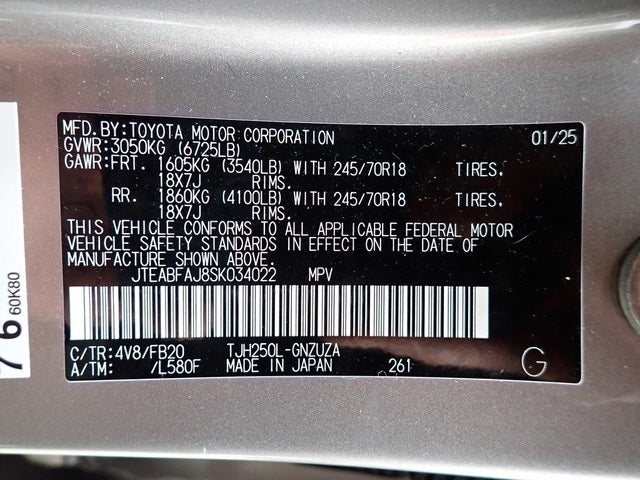 MFD.BY:TOYOTA MOTOR CORPORATION 01/25
GVWR:3050KG (6725LB)
GAWR:FRT. 1605KG (3540LB) WITH 245/70R18 TIRES.
18X7J RIMS.
RR. 1860KG (4100LB) WITH 245/70R18 TIRES.
18X7J RIMS.
THIS VEHICLE CONFORMS TO ALL APPLICABLE FEDERAL MOTOR
VEHICLE SAFETY STANDARDS IN EFFECT ON THE DATE OF
MANUFACTURE SHOWN ABOVE.
JTEABFAJ8SK034022 MPV
C/TR:4V8/FB20 TJH250L-GNZUZA
A/TM: /L580F MADE IN JAPAN 261 G
76 60K80